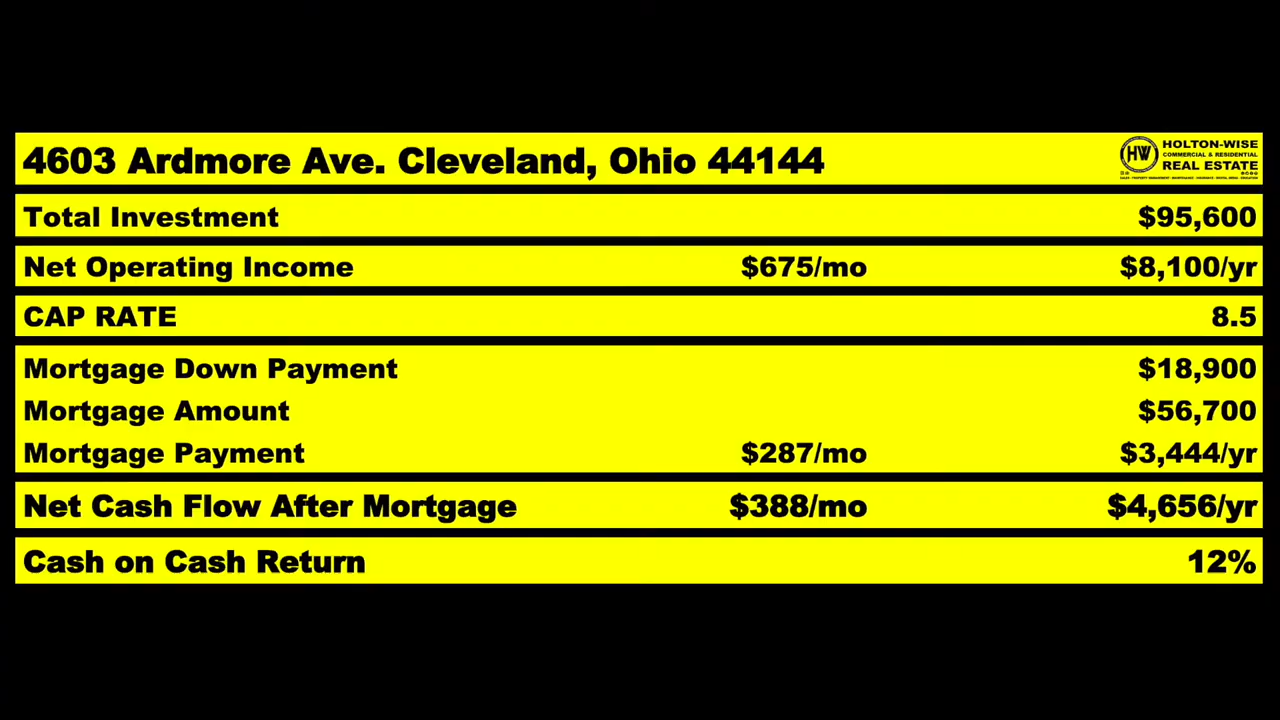 4603 Ardmore Ave. Cleveland, Ohio 44144
HW
HOLTON-WISE
COMMERCIAL & RESIDENTIAL
REAL ESTATE
Total Investment $95,600
Net Operating Income $675/mo $8,100/yr
CAP RATE 8.5
Mortgage Down Payment $18,900
Mortgage Amount $56,700
Mortgage Payment $287/mo $3,444/yr
Net Cash Flow After Mortgage $388/mo $4,656/yr
Cash on Cash Return 12%